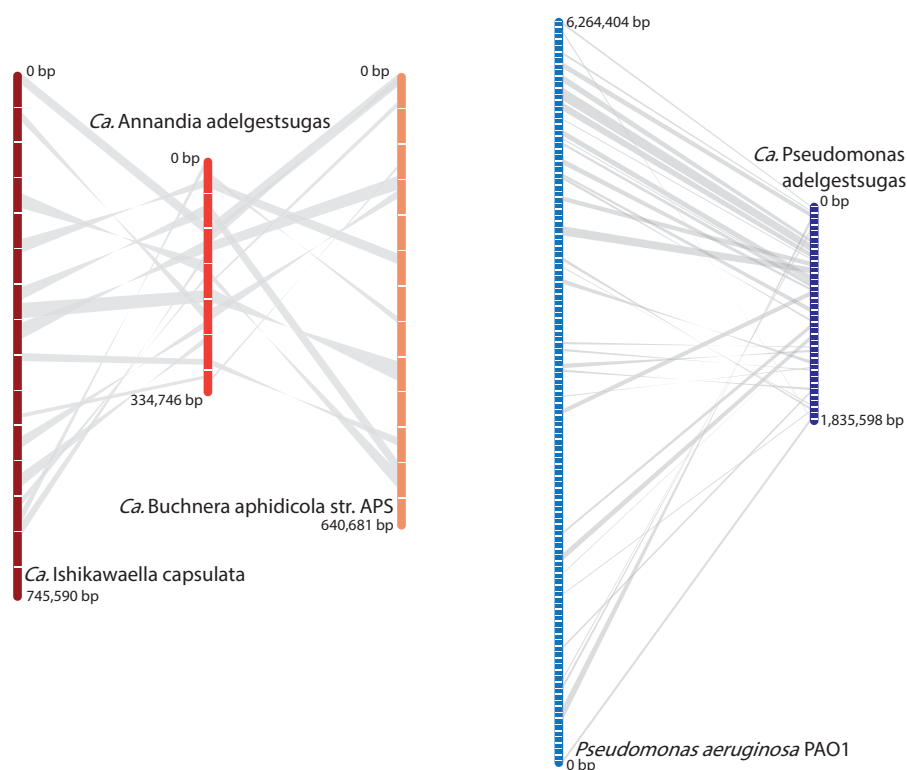 0 bp
0 bp
Ca. Annandia adelgestsugas
0 bp
334,746 bp
Ca. Buchnera aphidicola str. APS
640,681 bp
Ca. Ishikawaella capsulata
745,590 bp
6,264,404 bp
Ca. Pseudomonas
adelgestsugas
0 bp
1,835,598 bp
Pseudomonas aeruginosa PAO1
0 bp